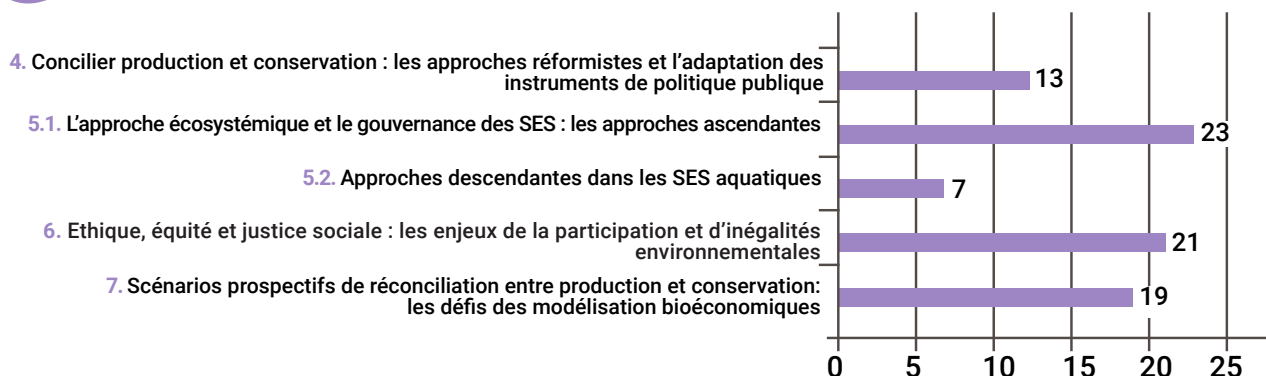 4. Concilier production et conservation : les approches réformistes et l’adaptation des
instruments de politique publique
13
5.1. L’approche écosystémique et le gouvernance des SES : les approches ascendantes
23
5.2. Approches descendantes dans les SES aquatiques
7
6. Ethique, équité et justice sociale : les enjeux de la participation et d’inégalités
environnementales
21
7. Scénarios prospectifs de réconciliation entre production et conservation:
les défis des modélisation bioéconomiques
19
0 5 10 15 20 25